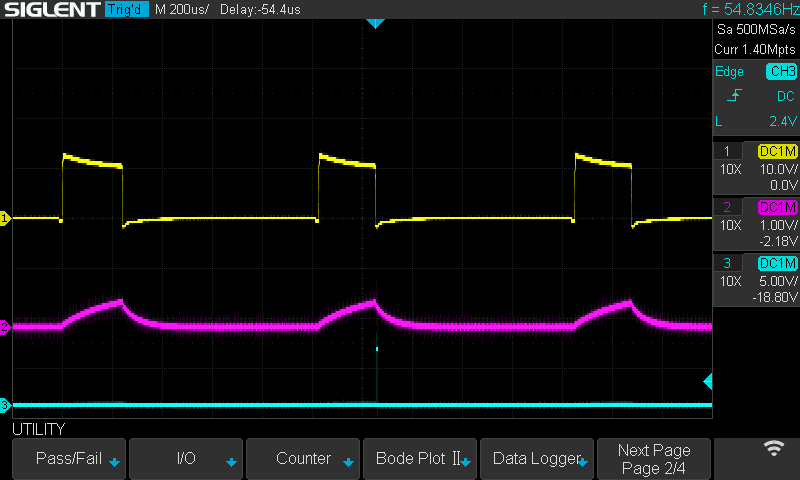 SIGLENT Trig'd M 200us/ Delay:-54.4us f = 54.8346Hz
Sa 500MSa/s
Curr 1.40Mpts
Edge CH3
DC
L 2.4V
1 DC1M
10X 10.0V/
0.0V
2 DC1M
10X 1.00V/
-2.18V
3 DC1M
10X 5.00V/
-18.80V
1
2
3
UTILITY
Pass/Fail I/O Counter Bode Plot II Data Logger Next Page
Page 2/4